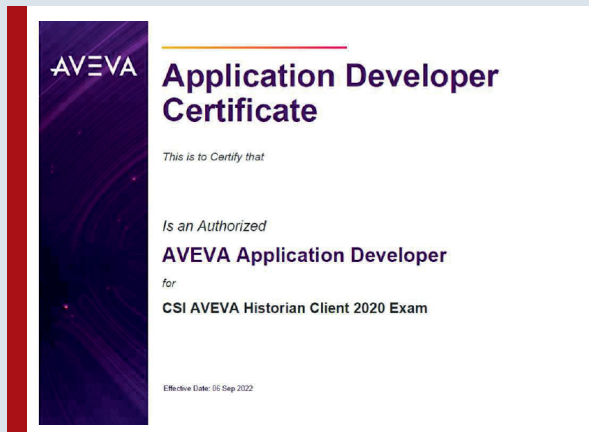 AVEVA
Application Developer
Certificate
This is to Certify that
Is an Authorized
AVEVA Application Developer
for
CSI AVEVA Historian Client 2020 Exam
Effective Date: 06 Sep 2022